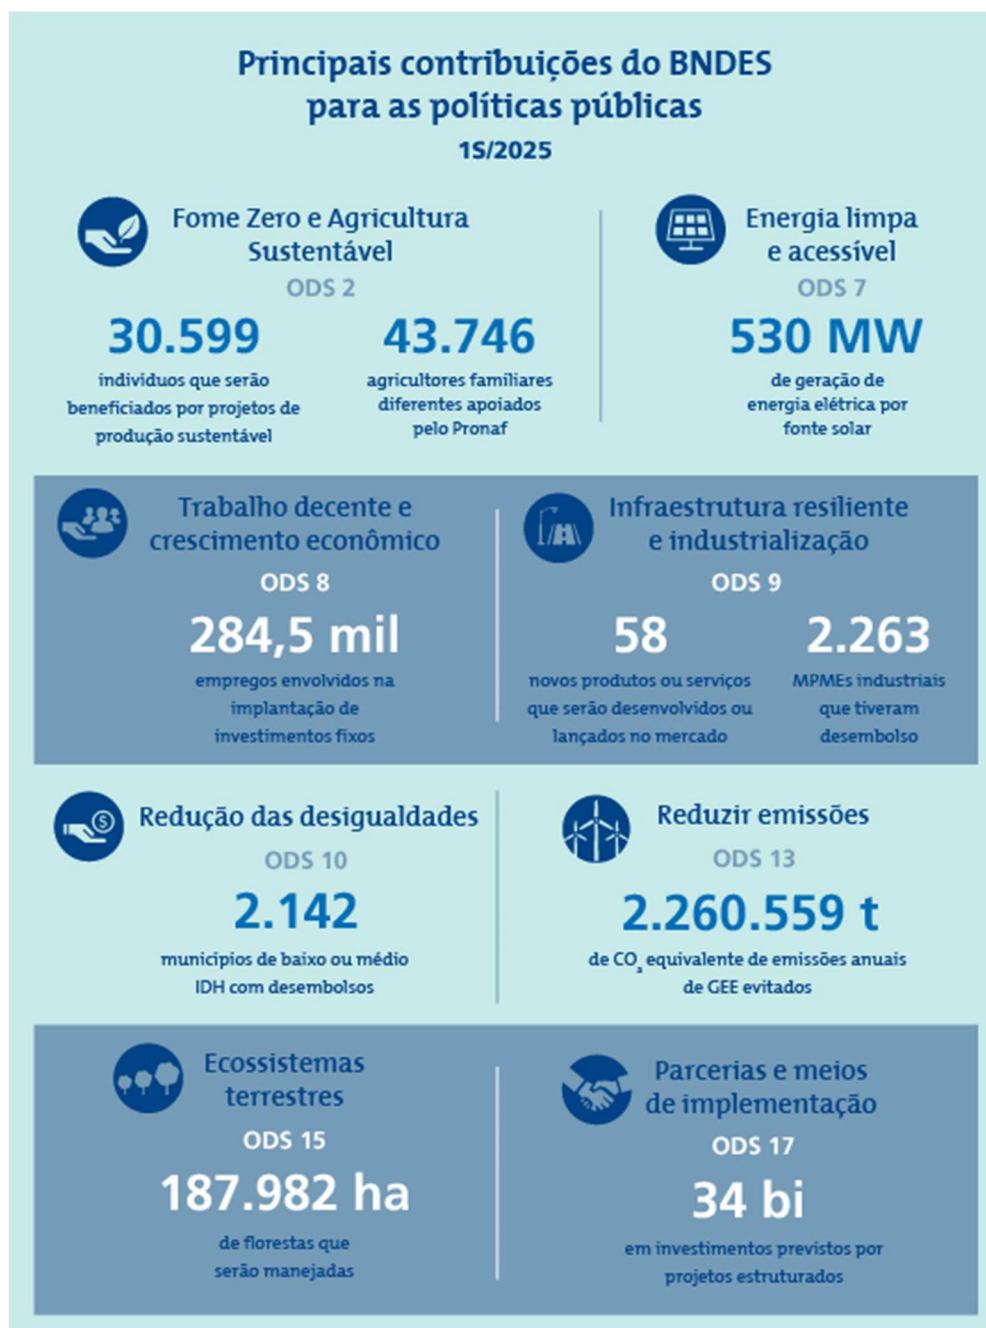 Principais contribuições do BNDES
para as políticas públicas
1S/2025
Fome Zero e Agricultura
Sustentável
ODS 2
30.599
indivíduos que serão
beneficiados por projetos de
produção sustentável
43.746
agricultores familiares
diferentes apoiados
pelo Pronaf
Energia limpa
e acessível
ODS 7
530 MW
de geração de
energia elétrica por
fonte solar
Trabalho decente e
crescimento econômico
ODS 8
284,5 mil
empregos envolvidos na
implantação de
investimentos fixos
Infraestrutura resiliente
e industrialização
ODS 9
58
novos produtos ou serviços
que serão desenvolvidos ou
lançados no mercado
2.263
MPMEs industriais
que tiveram
desembolso
Redução das desigualdades
ODS 10
2.142
municípios de baixo ou médio
IDH com desembolsos
Reduzir emissões
ODS 13
2.260.559 t
de CO₂ equivalente de emissões anuais
de GEE evitados
Ecossistemas
terrestres
ODS 15
187.982 ha
de florestas que
serão manejadas
Parcerias e meios
de implementação
ODS 17
34 bi
em investimentos previstos por
projetos estruturados